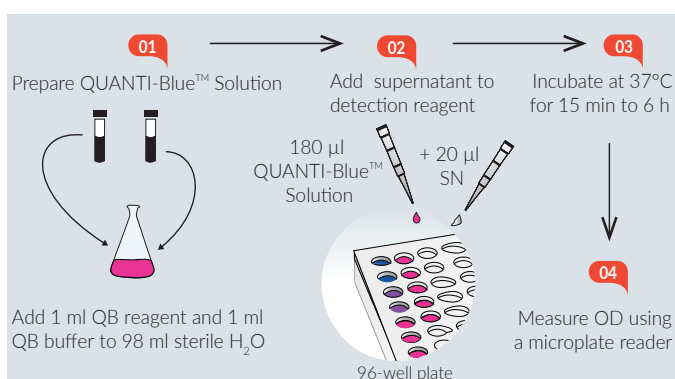 01
Prepare QUANTI-Blue™ Solution
Add 1 ml QB reagent and 1 ml
QB buffer to 98 ml sterile H₂O
02
Add supernatant to
detection reagent
180 µl
QUANTI-Blue™
Solution
+ 20 µl
SN
96-well plate
03
Incubate at 37°C
for 15 min to 6 h
04
Measure OD using
a microplate reader